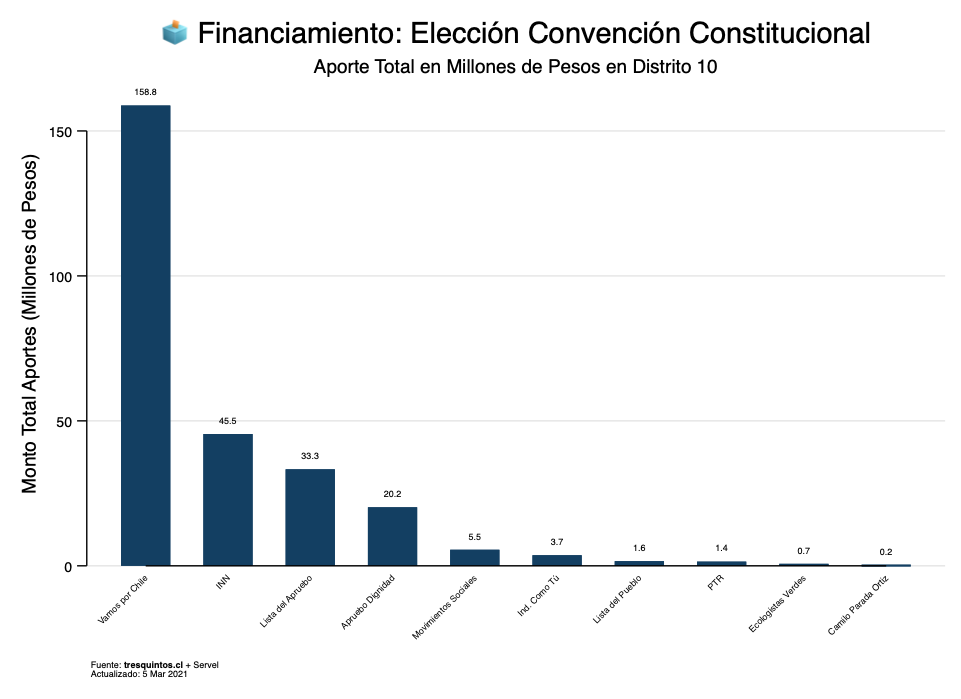 Financiamiento: Elección Convención Constitucional
Aporte Total en Millones de Pesos en Distrito 10
Monto Total Aportes (Millones de Pesos)
150
100
50
0
158.8
45.5
33.3
20.2
5.5
3.7
1.6
1.4
0.7
0.2
Vamos por Chile
INN
Lista del Apruebo
Apruebo Dignidad
Movimientos Sociales
Ind. Como Tú
Lista del Pueblo
PTR
Ecologistas Verdes
Camilo Parada Ortiz
Fuente: tresquintos.cl + Servel
Actualizado: 5 Mar 2021